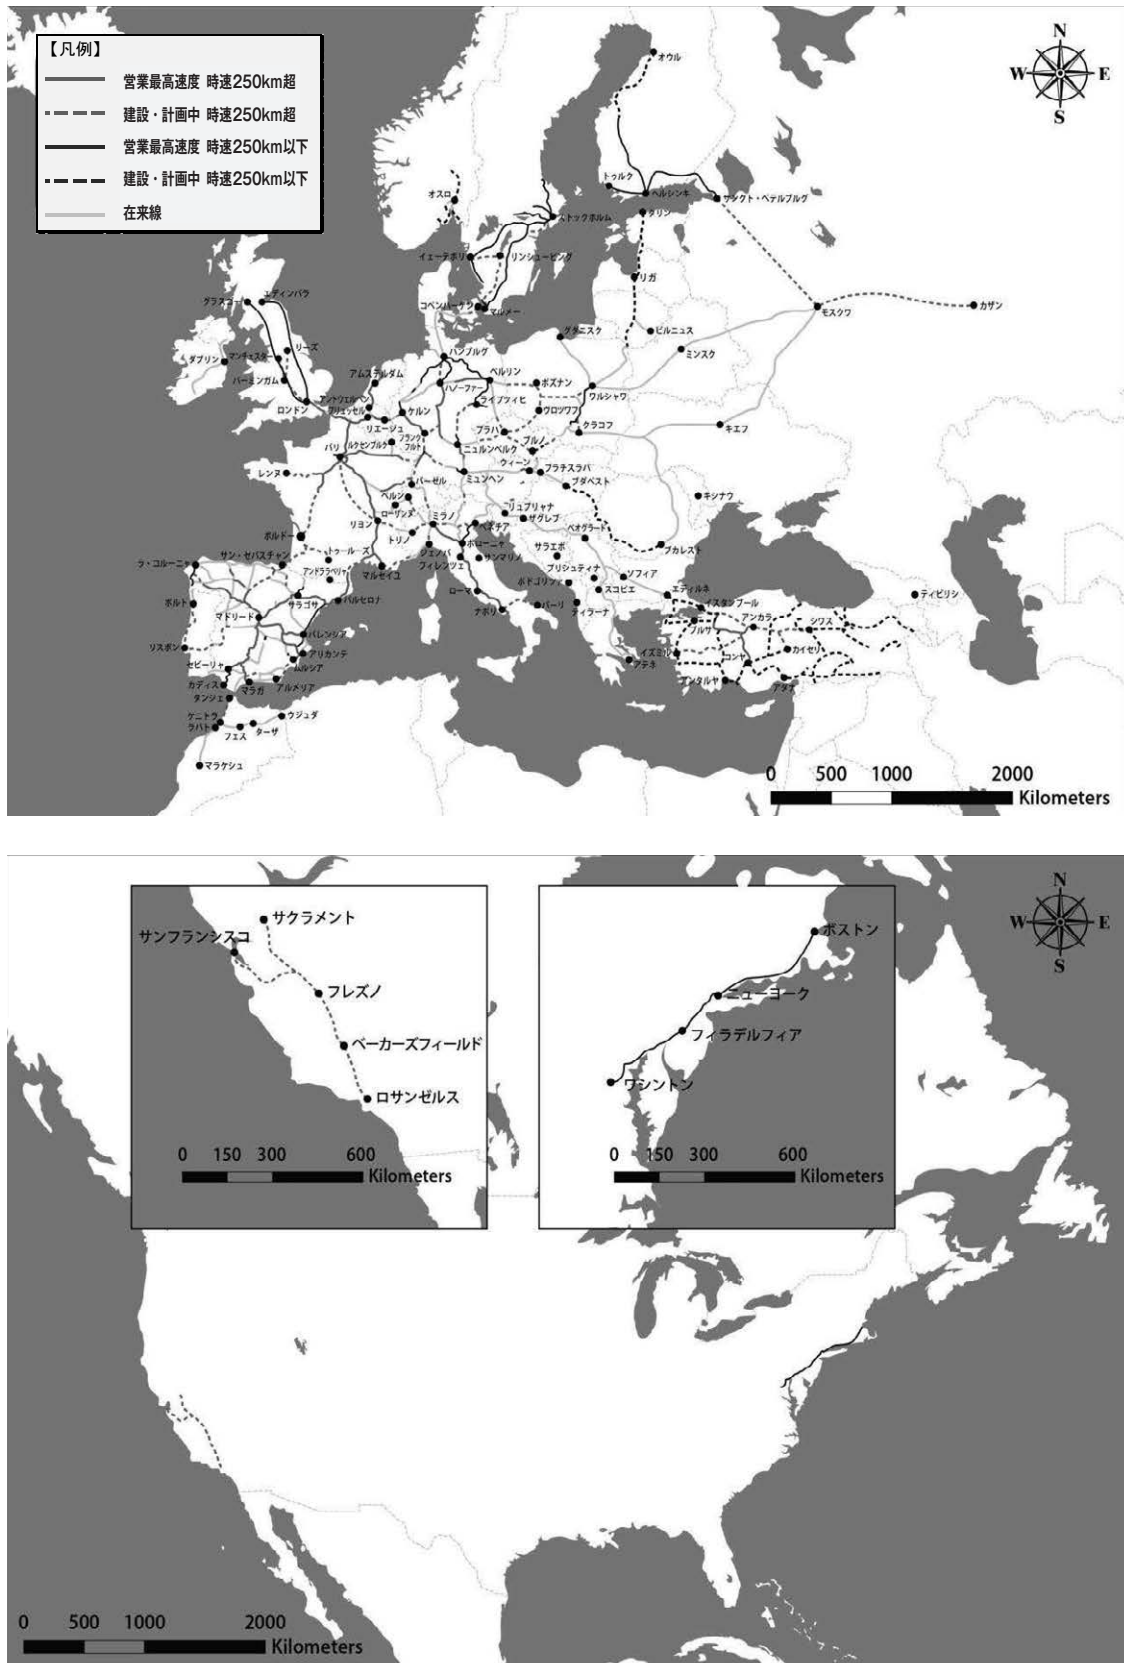 【凡例】
営業最高速度 時速250km超
建設・計画中 時速250km超
営業最高速度 時速250km以下
建設・計画中 時速250km以下
在来線
N
W E
S
オウル
トゥルク
ヘルシンキ
サンクト・ペテルブルグ
オスロ
ストックホルム
タリン
イェーテボリ
リンシューピング
リガ
コペンハーゲン
マルメー
モスクワ
カザン
グラスゴー
エディンバラ
グダニスク
ビルニュス
ミンスク
ダブリン
マンチェスター
リーズ
バーミンガム
ロンドン
アムステルダム
ハンブルグ
ベルリン
ハノーファー
ポズナン
ワルシャワ
アントウェルペン
ブリュッセル
リエージュ
ケルン
ライプツィヒ
ヴロツワフ
クラコフ
キエフ
フランクフルト
プラハ
ブルノ
パリ
ルクセンブルク
ニュルンベルク
ウィーン
ブラチスラバ
レンヌ
バーゼル
ミュンヘン
ブダペスト
キシナウ
ベルン
ローザンヌ
リュブリャナ
ザグレブ
リヨン
ミラノ
ベネチア
ベオグラード
ボルドー
トリノ
ボローニャ
ブカレスト
ジェノバ
サンマリノ
フィレンツェ
サラエボ
ラ・コルーニャ
サン・セバスチャン
トゥールーズ
マルセイユ
プリシュティナ
ソフィア
アンドララベリャ
ポドゴリツァ
スコピエ
エディルネ
ポルト
サラゴサ
バルセロナ
ローマ
ナポリ
バーリ
ティラーナ
イスタンブール
ティビリシ
マドリード
ブルサ
アンカラ
シワス
リスボン
バレンシア
アリカンテ
ムルシア
アテネ
イズミル
コンヤ
カイセリ
セビーリャ
カディス
マラガ
アルメリア
アンタルヤ
アダナ
タンジェ
ケニトラ
ラバト
フェス
ターザ
ウジュダ
マラケシュ
0 500 1000 2000
Kilometers
N
W E
S
サクラメント
サンフランシスコ
フレズノ
ベーカーズフィールド
ロサンゼルス
0 150 300 600
Kilometers
ボストン
ニューヨーク
フィラデルフィア
ワシントン
0 150 300 600
Kilometers
0 500 1000 2000
Kilometers